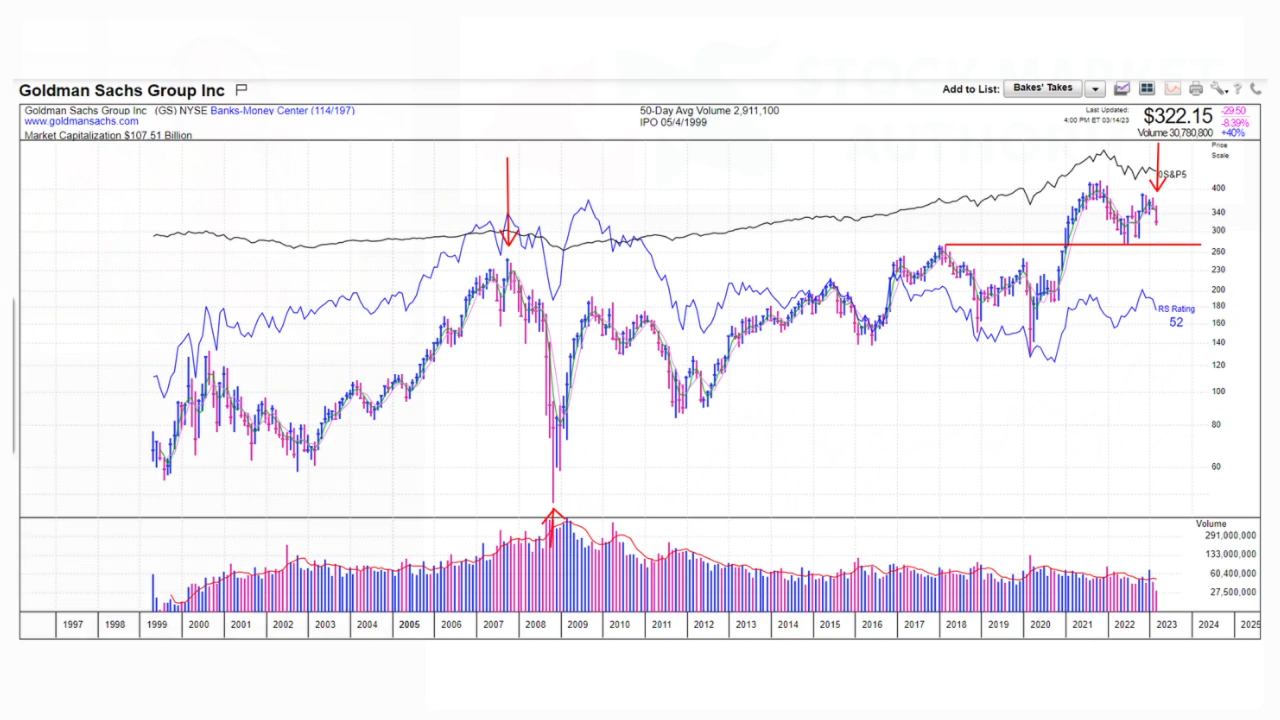 Goldman Sachs Group Inc
Add to List: Bakes' Takes
Goldman Sachs Group Inc (GS) NYSE Banks-Money Center (114/197)
www.goldmansachs.com
Market Capitalization $107.51 Billion
50-Day Avg Volume 2,911,100
IPO 05/4/1999
Last Updated:
4:00 PM ET 03/14/23
$322.15
Volume 30,780,800
-29.50
-8.39%
+40%
Price
Scale
0S&P5
400
340
300
260
230
200
180
160
140
120
100
80
60
RS Rating
52
Volume
291,000,000
133,000,000
60,400,000
27,500,000
1997 1998 1999 2000 2001 2002 2003 2004 2005 2006 2007 2008 2009 2010 2011 2012 2013 2014 2015 2016 2017 2018 2019 2020 2021 2022 2023 2024 2025